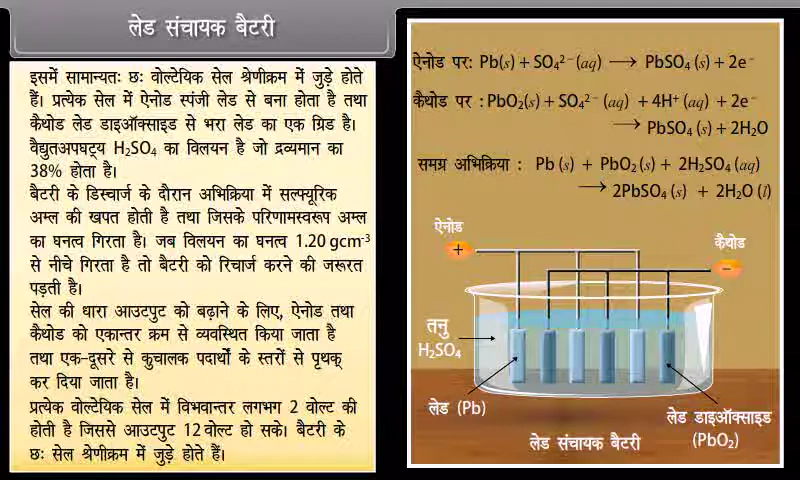 लेड संचायक बैटरी
इसमें सामान्यतः छः वोल्टेयिक सेल श्रेणीक्रम में जुड़े होते
हैं। प्रत्येक सेल में ऐनोड स्पंजी लेड से बना होता है तथा
कैथोड लेड डाइऑक्साइड से भरा लेड का एक ग्रिड है।
वैद्युतअपघट्य H₂SO₄ का विलयन है जो द्रव्यमान का
38% होता है।
बैटरी के डिस्चार्ज के दौरान अभिक्रिया में सल्फ्यूरिक
अम्ल की खपत होती है तथा जिसके परिणामस्वरूप अम्ल
का घनत्व गिरता है। जब विलयन का घनत्व 1.20 gcm⁻³
से नीचे गिरता है तो बैटरी को रिचार्ज करने की जरूरत
पड़ती है।
सेल की धारा आउटपुट को बढ़ाने के लिए, ऐनोड तथा
कैथोड को एकान्तर क्रम से व्यवस्थित किया जाता है
तथा एक-दूसरे से कुचालक पदार्थों के स्तरों से पृथक्
कर दिया जाता है।
प्रत्येक वोल्टेयिक सेल में विभवान्तर लगभग 2 वोल्ट की
होती है जिससे आउटपुट 12 वोल्ट हो सके। बैटरी के
छः सेल श्रेणीक्रम में जुड़े होते हैं।
ऐनोड पर: Pb(s) + SO₄²⁻ (aq) ⟶ PbSO₄ (s) + 2e⁻
कैथोड पर : PbO₂(s) + SO₄²⁻ (aq) + 4H⁺ (aq) + 2e⁻
⟶ PbSO₄ (s) + 2H₂O
समग्र अभिक्रिया : Pb (s) + PbO₂ (s) + 2H₂SO₄ (aq)
⟶ 2PbSO₄ (s) + 2H₂O (l)
ऐनोड
+
कैथोड
−
तनु
H₂SO₄
लेड (Pb)
लेड डाइऑक्साइड
(PbO₂)
लेड संचायक बैटरी